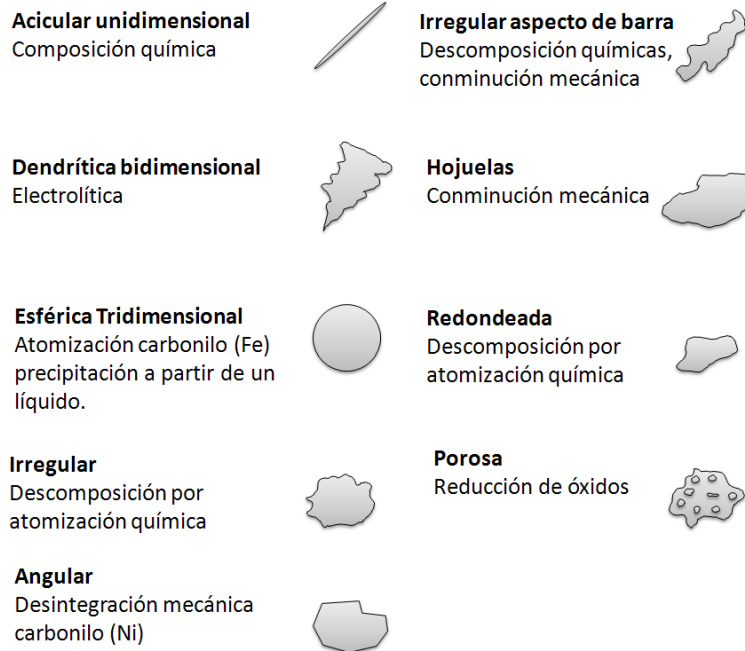 Acicular unidimensional
Composición química
Irregular aspecto de barra
Descomposición químicas,
conminución mecánica
Dendrítica bidimensional
Electrolítica
Hojuelas
Conminución mecánica
Esférica Tridimensional
Atomización carbonilo (Fe)
precipitación a partir de un
líquido.
Redondeada
Descomposición por
atomización química
Irregular
Descomposición por
atomización química
Porosa
Reducción de óxidos
Angular
Desintegración mecánica
carbonilo (Ni)